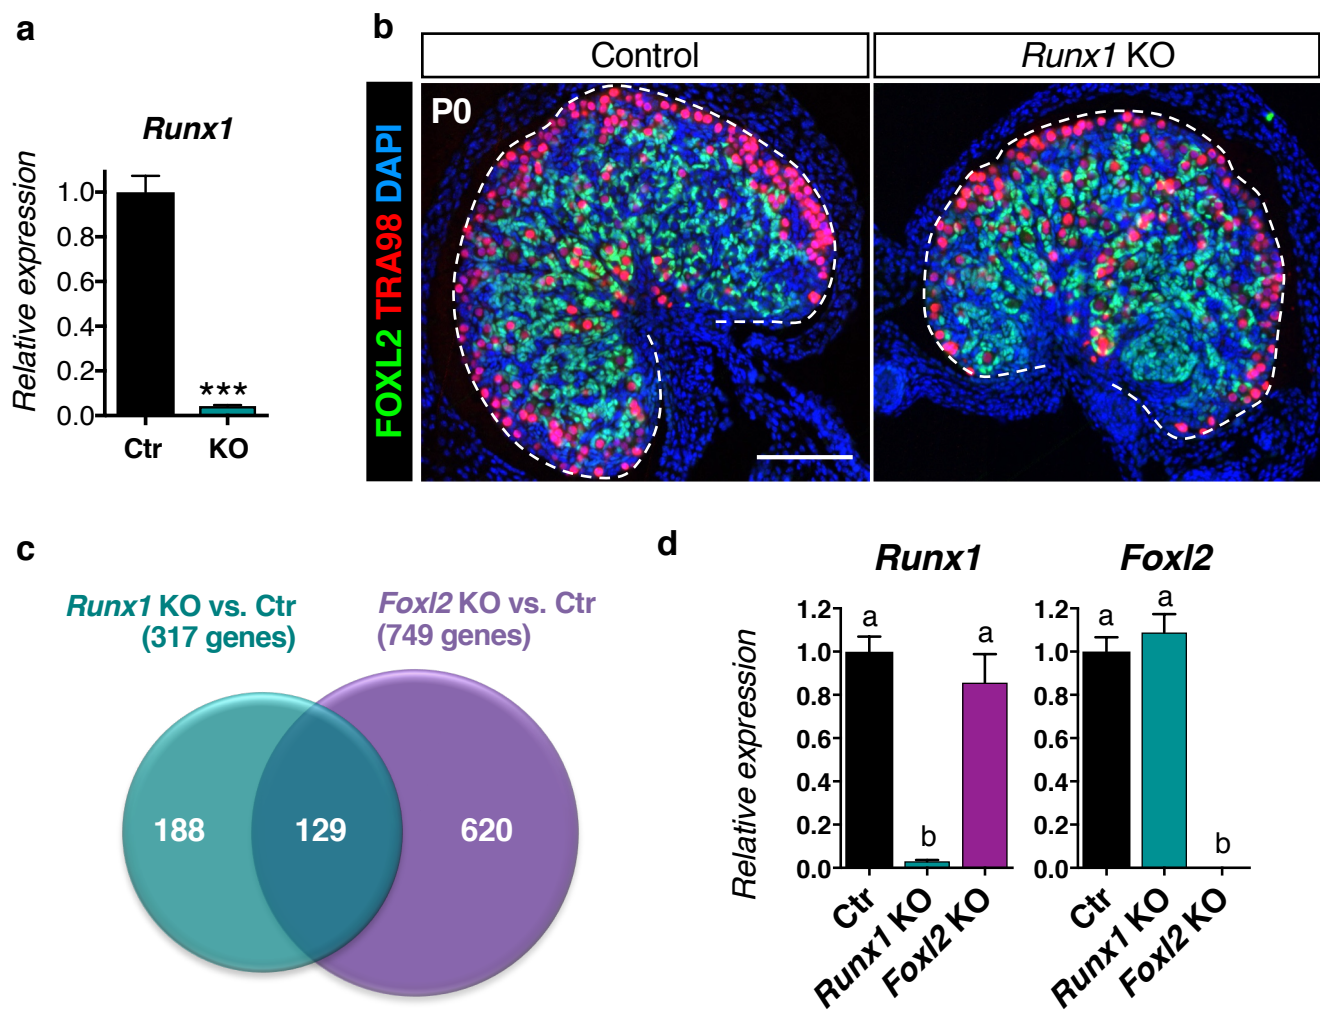 a
Runx1
Relative expression
1.0
0.8
0.6
0.4
0.2
0.0
***
Ctr
KO
b
Control
Runx1 KO
FOXL2 TRA98 DAPI
P0
c
Runx1 KO vs. Ctr
(317 genes)
Foxl2 KO vs. Ctr
(749 genes)
188
129
620
d
Runx1
Relative expression
1.2
1.0
0.8
0.6
0.4
0.2
0.0
a
b
a
Ctr
Runx1 KO
Foxl2 KO
Foxl2
1.2
1.0
0.8
0.6
0.4
0.2
0.0
a
a
b
Ctr
Runx1 KO
Foxl2 KO